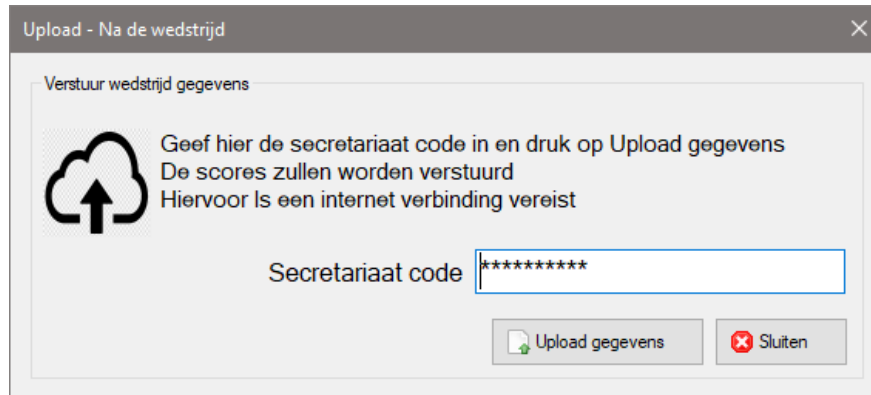 Upload - Na de wedstrijd
Verstuur wedstrijd gegevens
Geef hier de secretariaat code in en druk op Upload gegevens
De scores zullen worden verstuurd
Hiervoor Is een internet verbinding vereist
Secretariaat code **********
Upload gegevens Sluiten